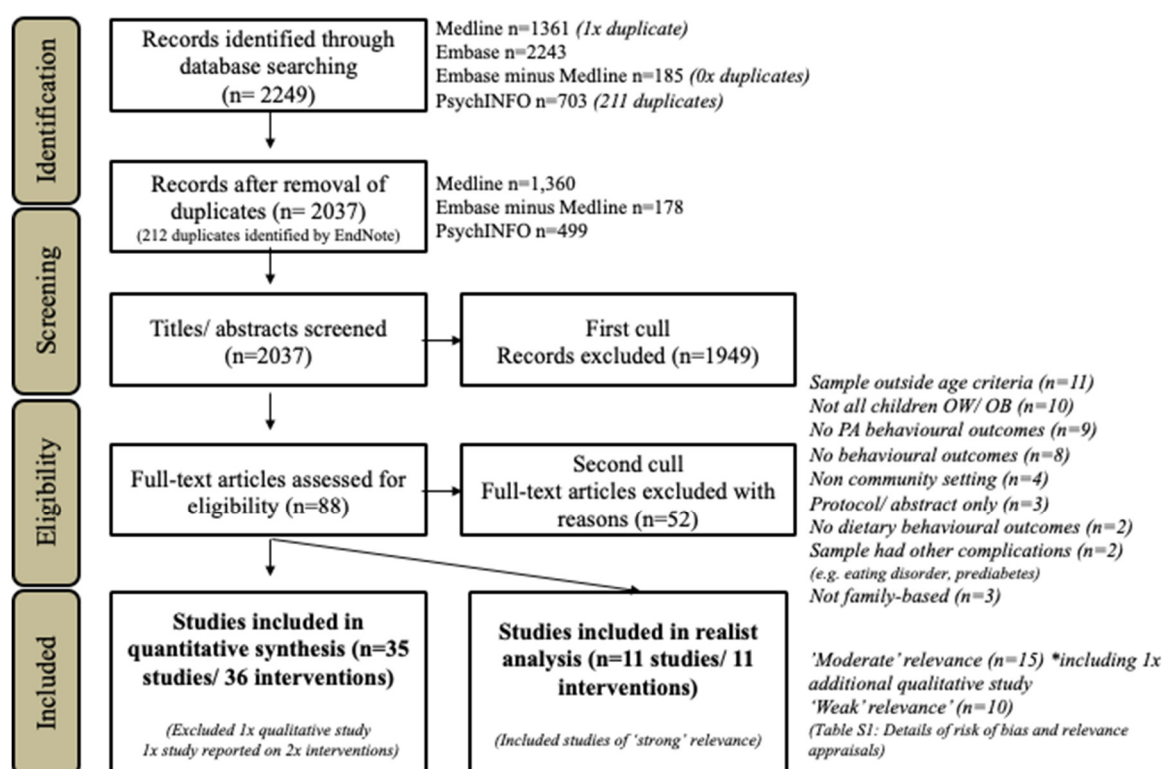 Identification
Records identified through
database searching
(n= 2249)
Medline n=1361 (1x duplicate)
Embase n=2243
Embase minus Medline n=185 (0x duplicates)
PsychINFO n=703 (211 duplicates)
Records after removal of
duplicates (n= 2037)
(212 duplicates identified by EndNote)
Medline n=1,360
Embase minus Medline n=178
PsychINFO n=499
Screening
Titles/ abstracts screened
(n=2037)
First cull
Records excluded (n=1949)
Eligibility
Full-text articles assessed for
eligibility (n=88)
Second cull
Full-text articles excluded with
reasons (n=52)
Sample outside age criteria (n=11)
Not all children OW/ OB (n=10)
No PA behavioural outcomes (n=9)
No behavioural outcomes (n=8)
Non community setting (n=4)
Protocol/ abstract only (n=3)
No dietary behavioural outcomes (n=2)
Sample had other complications (n=2)
(e.g. eating disorder, prediabetes)
Not family-based (n=3)
Included
Studies included in
quantitative synthesis (n=35
studies/ 36 interventions)
(Excluded 1x qualitative study
1x study reported on 2x interventions)
Studies included in realist
analysis (n=11 studies/ 11
interventions)
(Included studies of ‘strong’ relevance)
'Moderate' relevance (n=15) *including 1x
additional qualitative study
'Weak' relevance' (n=10)
(Table S1: Details of risk of bias and relevance
appraisals)